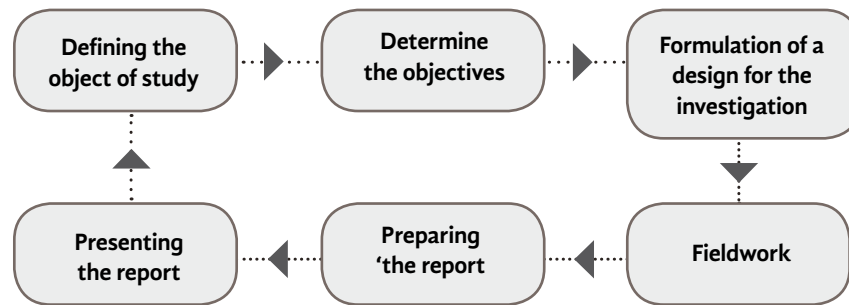 Defining the
object of study
Determine
the objectives
Formulation of a
design for the
investigation
Fieldwork
Preparing
‘the report
Presenting
the report